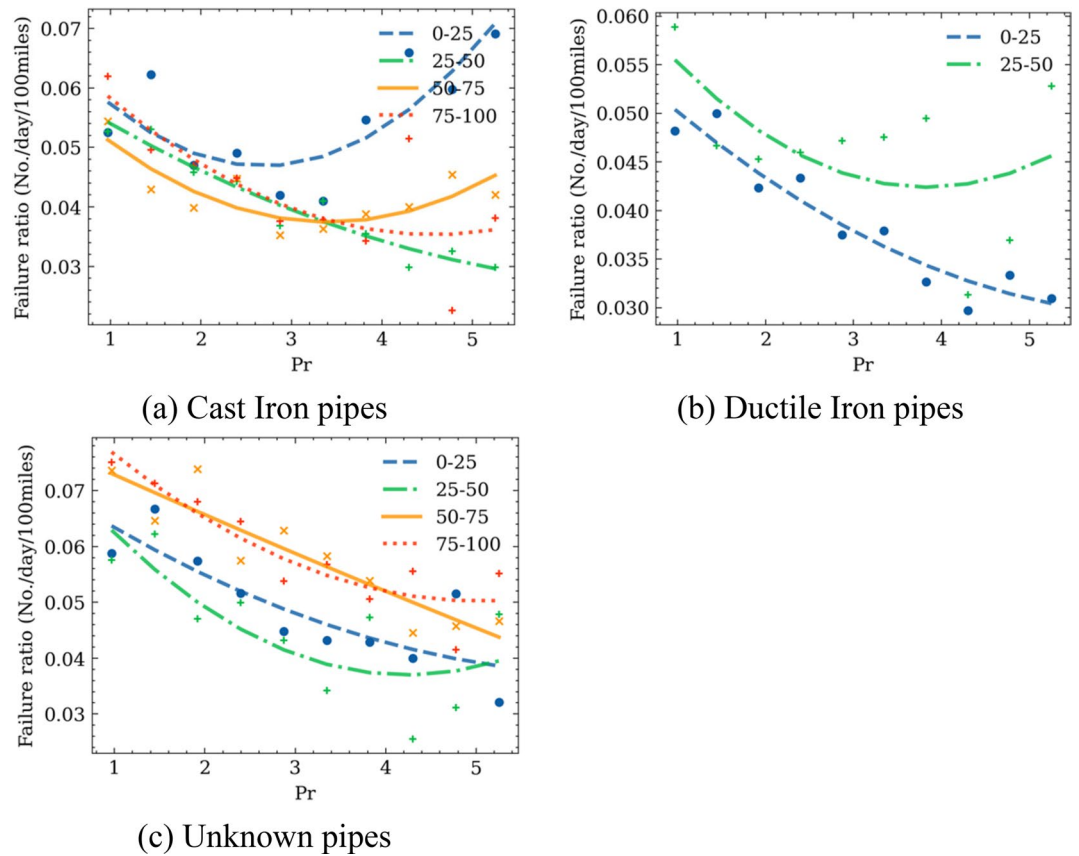 Failure ratio (No./day/100miles)
0.07
0.06
0.05
0.04
0.03
0-25
25-50
50-75
75-100
1 2 3 4 5
Pr
(a) Cast Iron pipes
Failure ratio (No./day/100miles)
0.060
0.055
0.050
0.045
0.040
0.035
0.030
0-25
25-50
1 2 3 4 5
Pr
(b) Ductile Iron pipes
Failure ratio (No./day/100miles)
0.07
0.06
0.05
0.04
0.03
0-25
25-50
50-75
75-100
1 2 3 4 5
Pr
(c) Unknown pipes